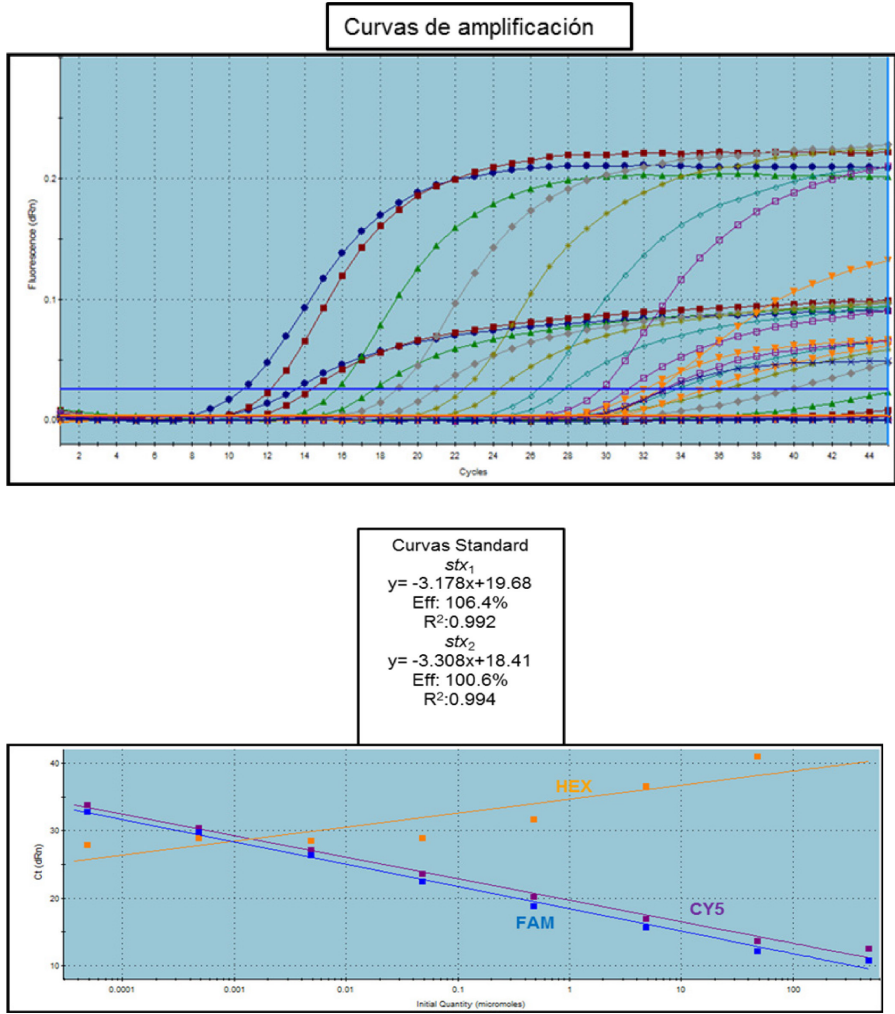 Curvas de amplificación
Fluorescence (dRn)
0.2
0.1
0.00
2 4 6 8 10 12 14 16 18 20 22 24 26 28 30 32 34 36 38 40 42 44
Cycles
Curvas Standard
stx1
y= -3.178x+19.68
Eff: 106.4%
R²:0.992
stx2
y= -3.308x+18.41
Eff: 100.6%
R²:0.994
Ct (dRn)
40
30
20
10
HEX
CY5
FAM
0.0001 0.001 0.01 0.1 1 10 100
Initial Quantity (micromoles)